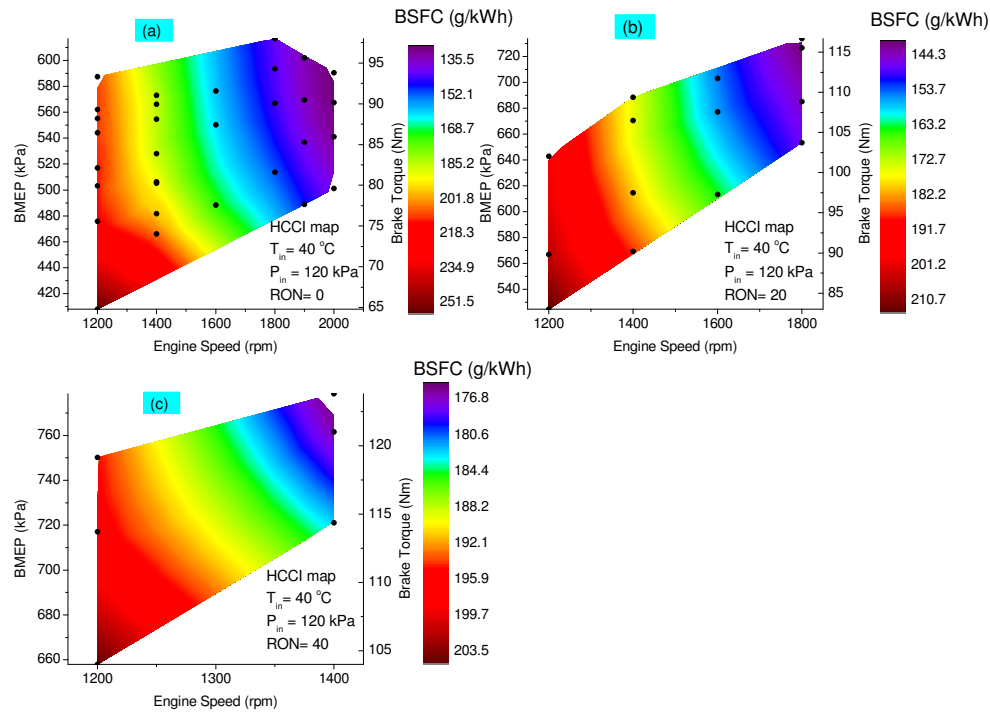 BSFC (g/kWh)
(a)
BMEP (kPa)
600
580
560
540
520
500
480
460
440
420
1200
1400
1600
1800
2000
Engine Speed (rpm)
95
90
85
80
75
70
65
Brake Torque (Nm)
HCCI map
T_in= 40 °C
P_in = 120 kPa
RON= 0
135.5
152.1
168.7
185.2
201.8
218.3
234.9
251.5
BSFC (g/kWh)
(b)
BMEP (kPa)
720
700
680
660
640
620
600
580
560
540
1200
1400
1600
1800
Engine Speed (rpm)
115
110
105
100
95
90
85
Brake Torque (Nm)
HCCI map
T_in= 40 °C
P_in = 120 kPa
RON= 20
144.3
153.7
163.2
172.7
182.2
191.7
201.2
210.7
BSFC (g/kWh)
(c)
BMEP (kPa)
760
740
720
700
680
660
1200
1300
1400
Engine Speed (rpm)
120
115
110
105
Brake Torque (Nm)
HCCI map
T_in= 40 °C
P_in = 120 kPa
RON= 40
176.8
180.6
184.4
188.2
192.1
195.9
199.7
203.5